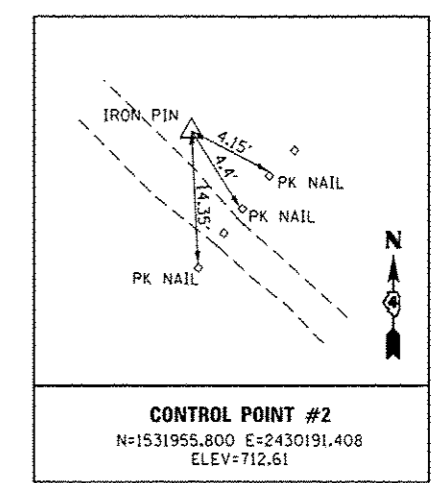 IRON PIN
4.15'
PK NAIL
4.4'
PK NAIL
14.35'
PK NAIL
N
4
CONTROL POINT #2
N=1531955.800 E=2430191.408
ELEV=712.61